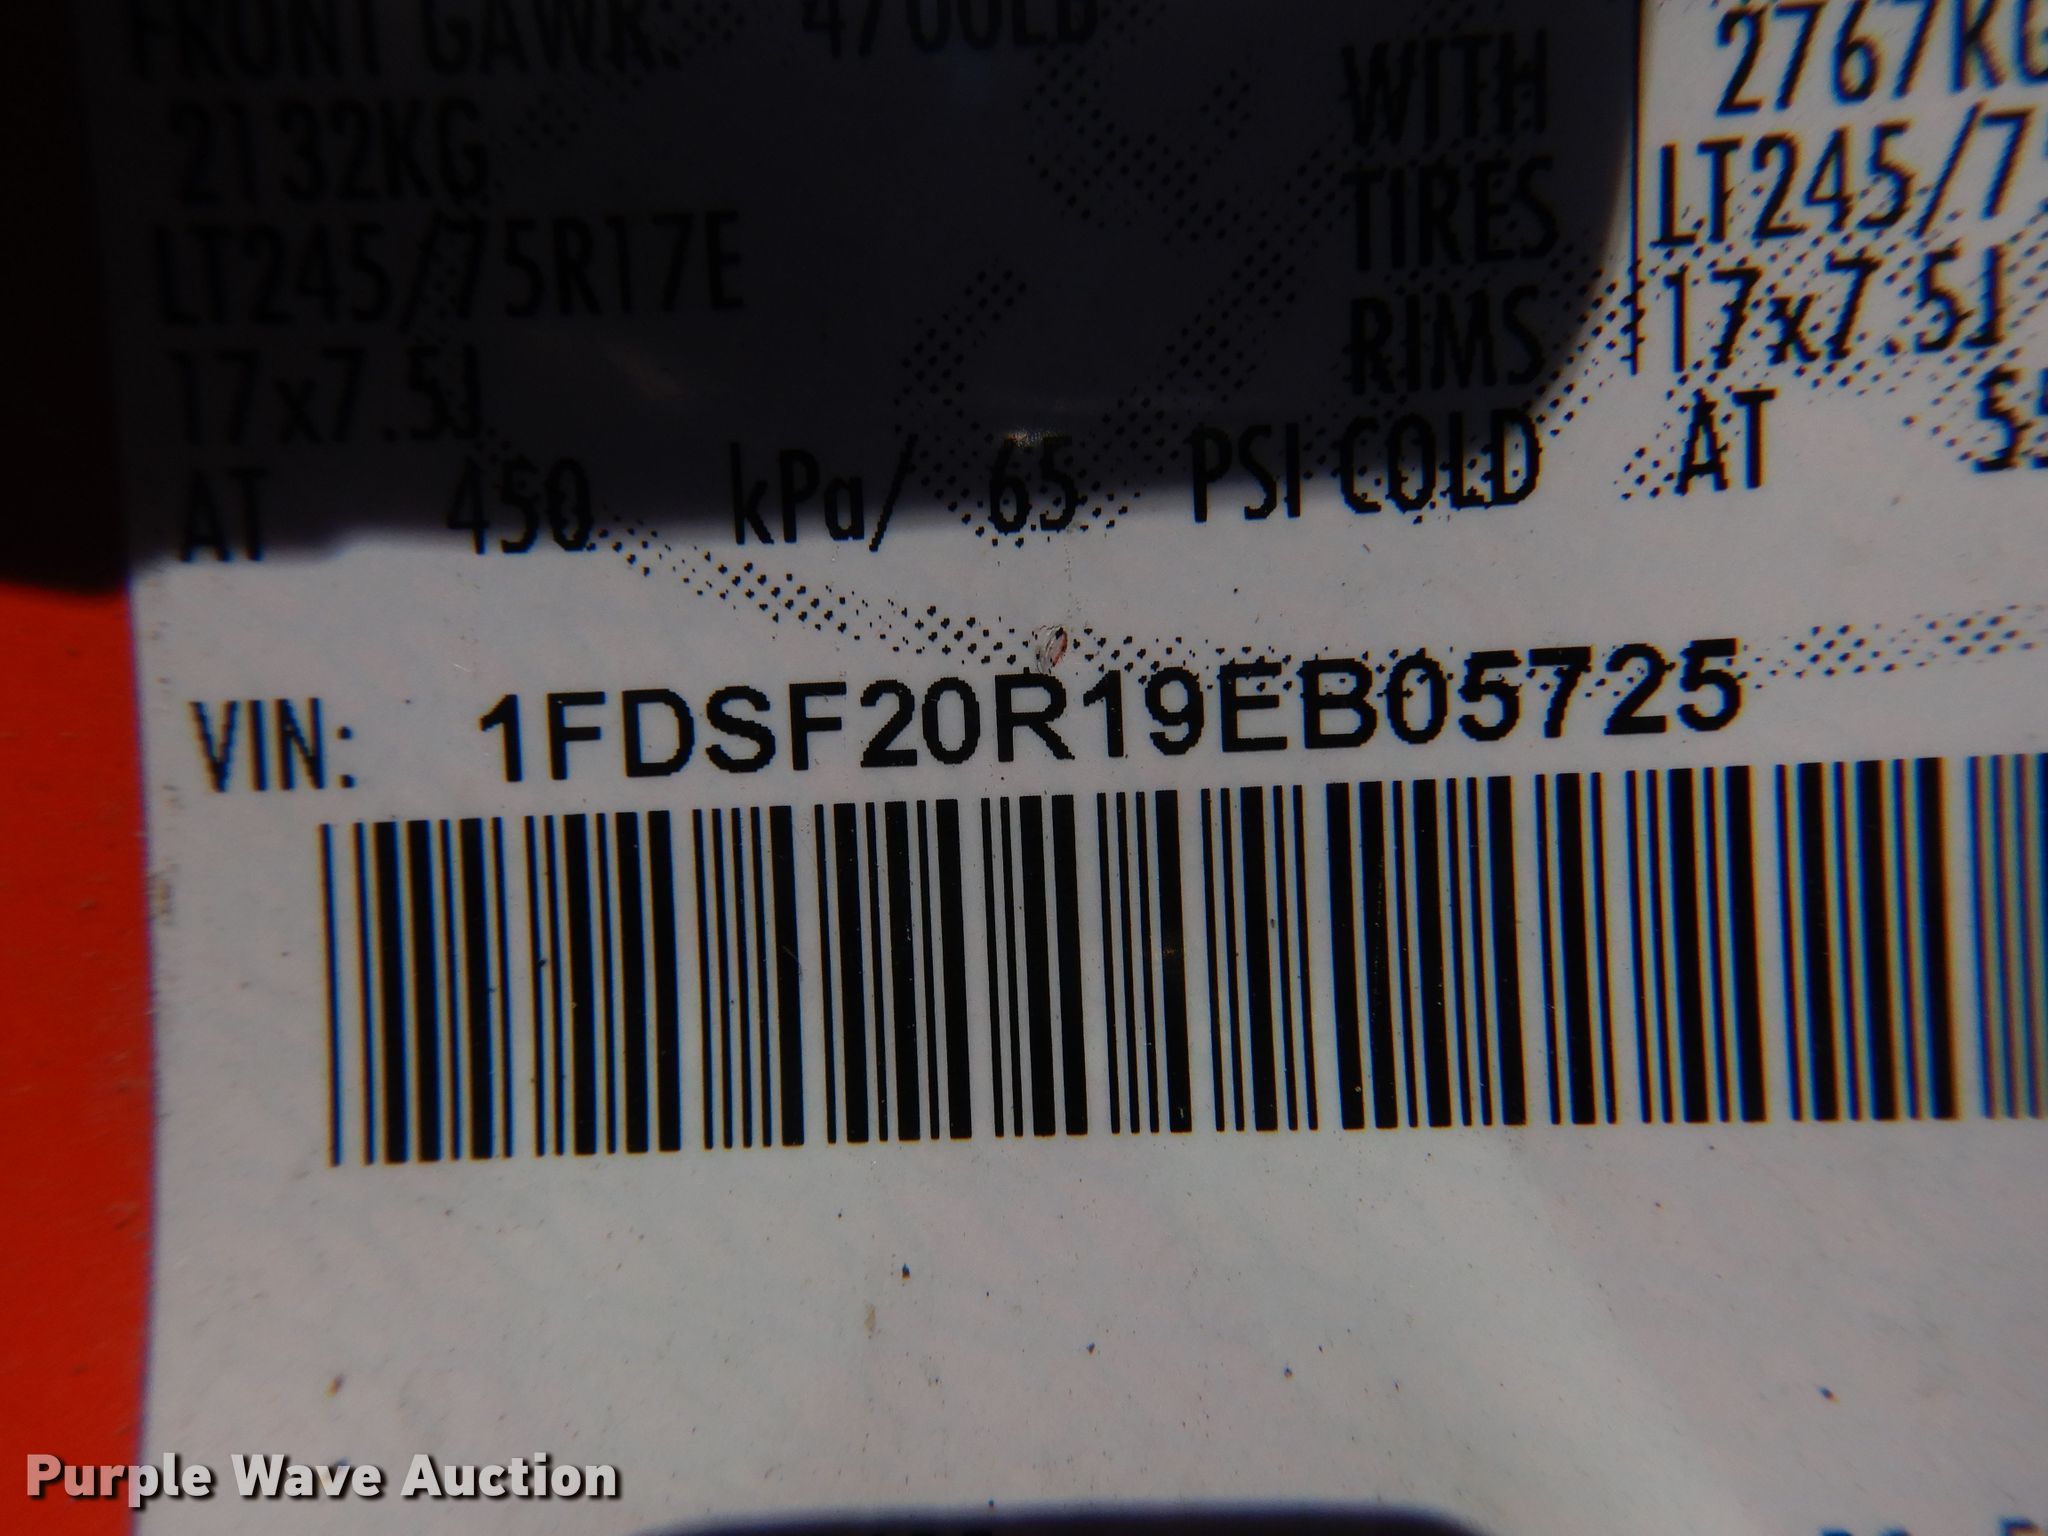 FRONT GAWR: 4700LB
2132KG WITH 2767KG
LT245/75R17E TIRES LT245/7
17x7.5J RIMS 17x7.5J
AT 450 kPa/ 65 PSI COLD AT 55
VIN: 1FDSF20R19EB05725
Purple Wave Auction